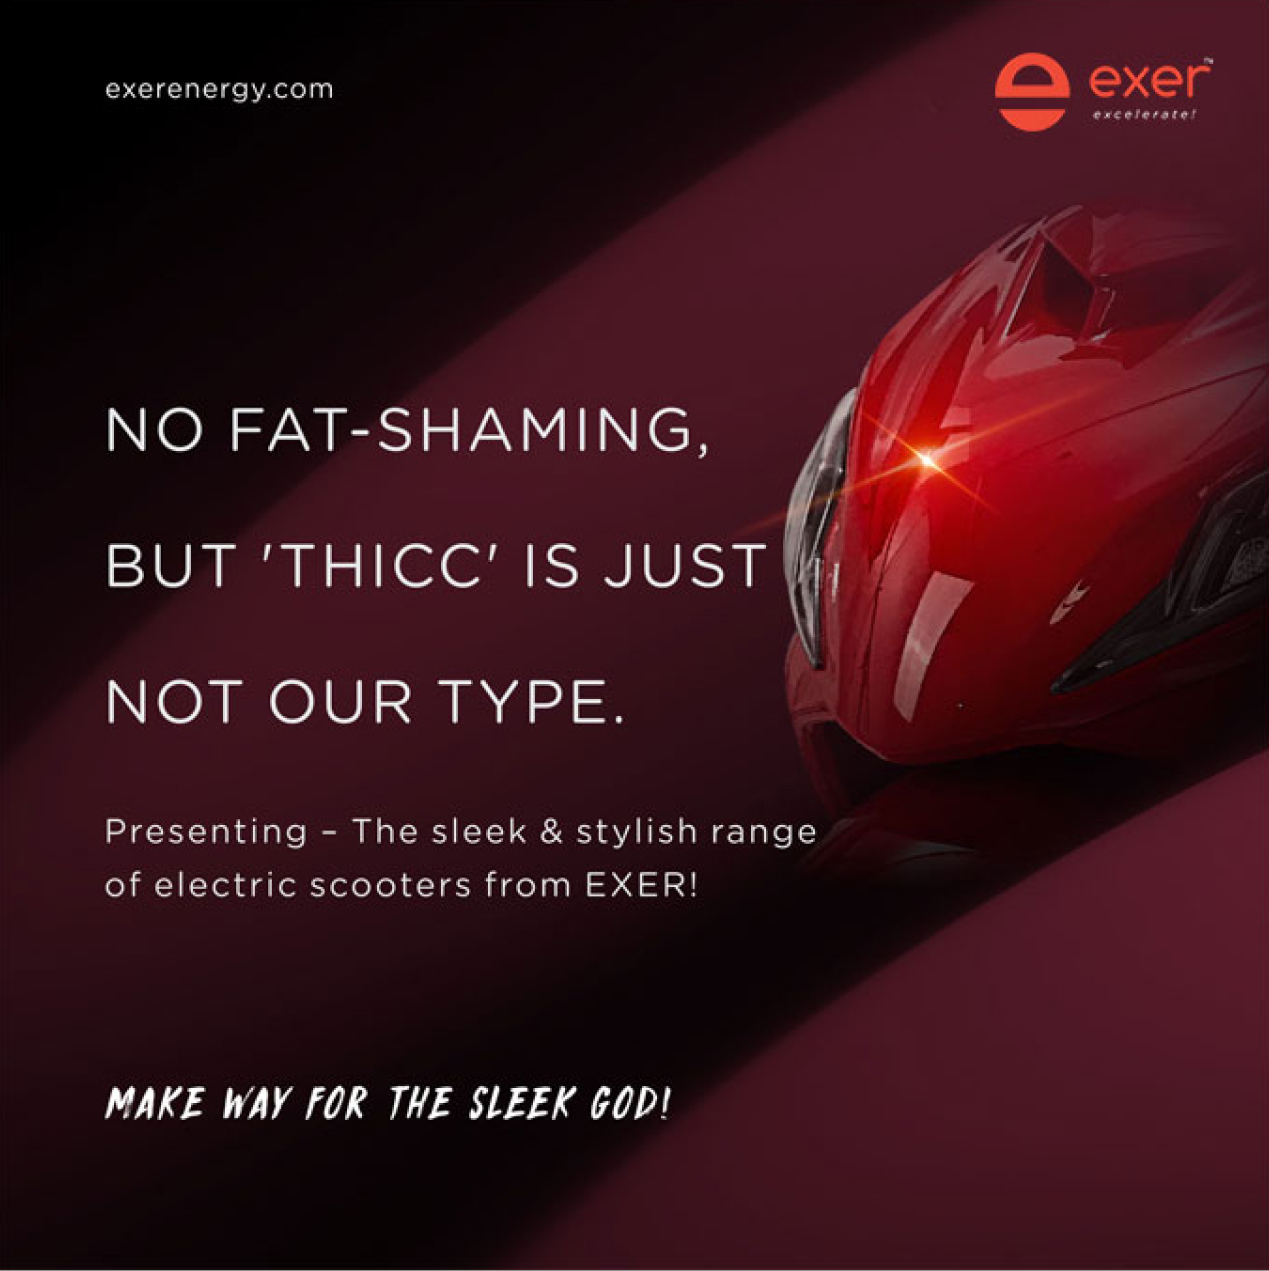 exerenergy.com
exer™
excelerate!
NO FAT-SHAMING,
BUT 'THICC' IS JUST
NOT OUR TYPE.
Presenting – The sleek & stylish range
of electric scooters from EXER!
MAKE WAY FOR THE SLEEK GOD!